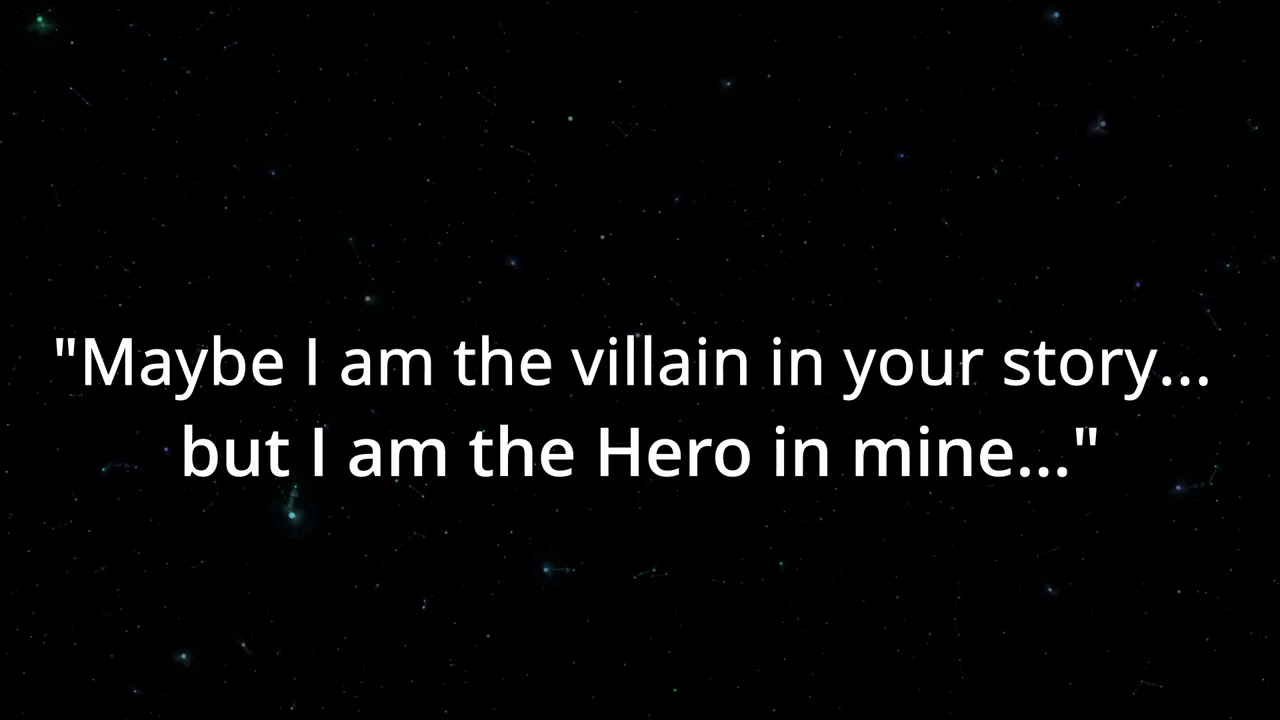 "Maybe I am the villain in your story...
but I am the Hero in mine..."